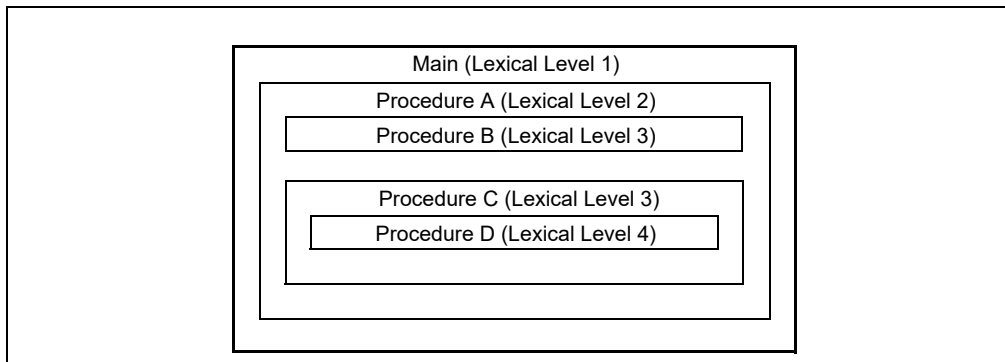 Main (Lexical Level 1)
Procedure A (Lexical Level 2)
Procedure B (Lexical Level 3)
Procedure C (Lexical Level 3)
Procedure D (Lexical Level 4)